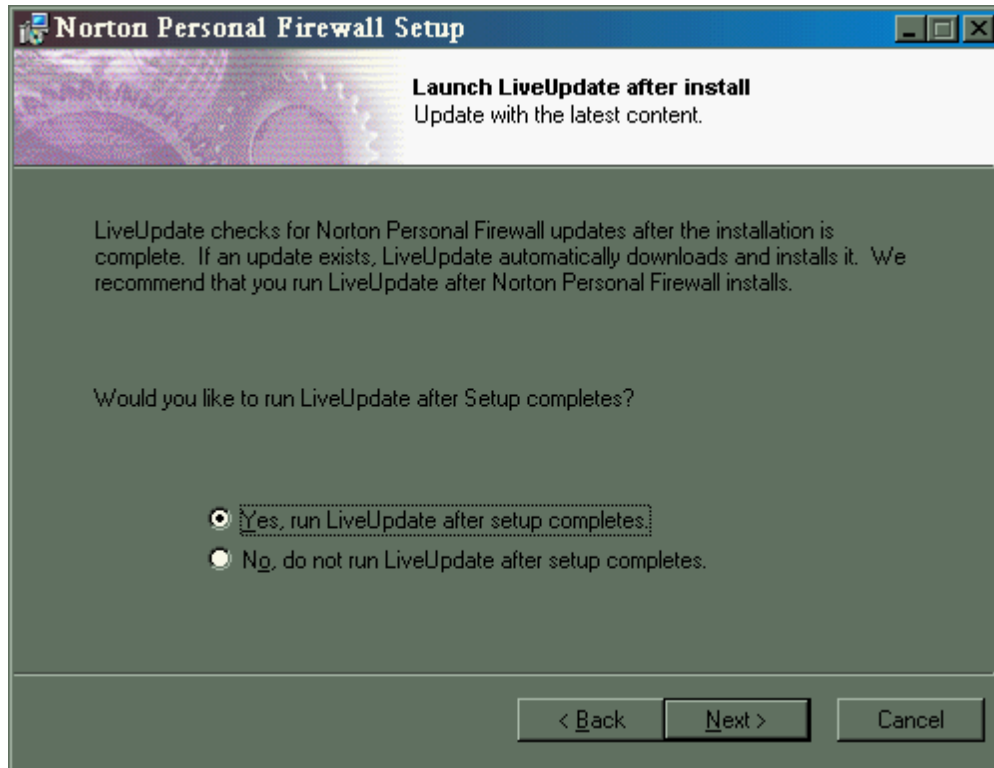 Norton Personal Firewall Setup
Launch LiveUpdate after install
Update with the latest content.
LiveUpdate checks for Norton Personal Firewall updates after the installation is
complete.  If an update exists, LiveUpdate automatically downloads and installs it.  We
recommend that you run LiveUpdate after Norton Personal Firewall installs.
Would you like to run LiveUpdate after Setup completes?
Yes, run LiveUpdate after setup completes.
No, do not run LiveUpdate after setup completes.
< Back Next > Cancel